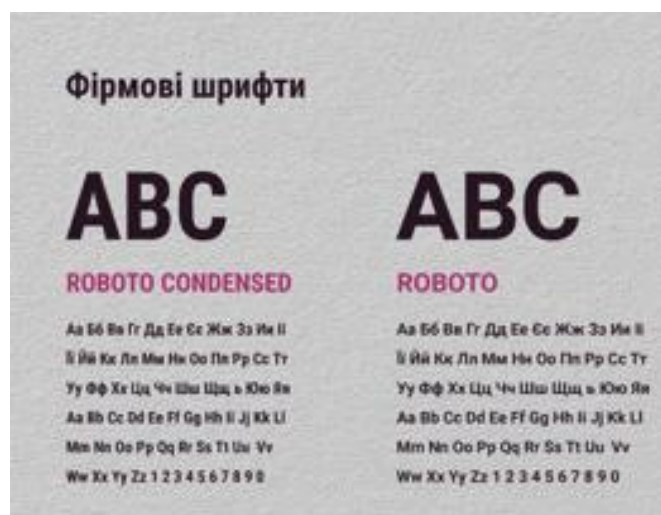 Фірмові шрифти
ABC
ROBOTO CONDENSED
Аа Бб Вв Гг Дд Ее Єє Жж Зз Ии Іі
Її Йй Кк Лл Мм Нн Оо Пп Рр Сс Тт
Уу Фф Хх Цц Чч Шш Щщ ь Юю Яя
Aa Bb Cc Dd Ee Ff Gg Hh Ii Jj Kk Ll
Mm Nn Oo Pp Qq Rr Ss Tt Uu Vv
Ww Xx Yy Zz 1 2 3 4 5 6 7 8 9 0
ABC
ROBOTO
Аа Бб Вв Гг Дд Ее Єє Жж Зз Ии Іі
Її Йй Кк Лл Мм Нн Оо Пп Рр Сс Тт
Уу Фф Хх Цц Чч Шш Щщ ь Юю Яя
Aa Bb Cc Dd Ee Ff Gg Hh Ii Jj Kk Ll
Mm Nn Oo Pp Qq Rr Ss Tt Uu Vv
Ww Xx Yy Zz 1 2 3 4 5 6 7 8 9 0